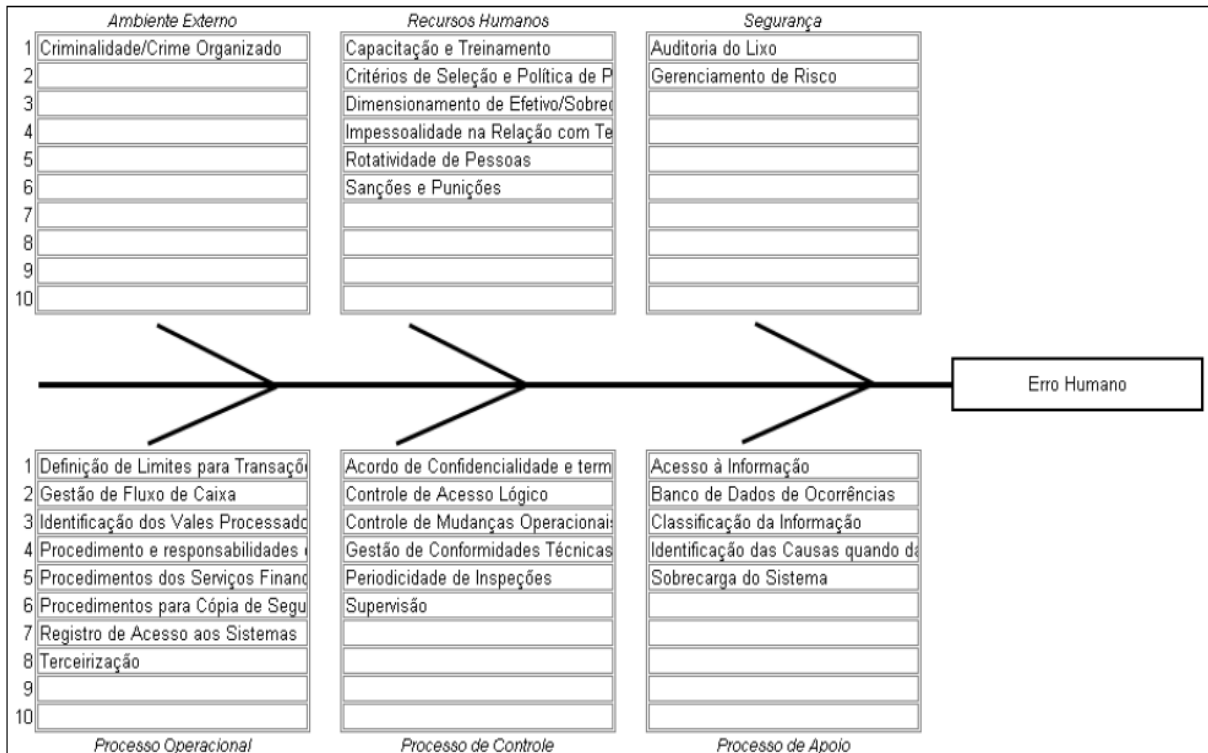 Ambiente Externo
Recursos Humanos
Segurança
1 Criminalidade/Crime Organizado
Capacitação e Treinamento
Auditoria do Lixo
2
Critérios de Seleção e Política de P
Gerenciamento de Risco
3
Dimensionamento de Efetivo/Sobrec
4
Impessoalidade na Relação com Te
5
Rotatividade de Pessoas
6
Sanções e Punições
7
8
9
10
Erro Humano
1 Definição de Limites para Transaçõ
Acordo de Confidencialidade e term
Acesso à Informação
2 Gestão de Fluxo de Caixa
Controle de Acesso Lógico
Banco de Dados de Ocorrências
3 Identificação dos Vales Processado
Controle de Mudanças Operacionais
Classificação da Informação
4 Procedimento e responsabilidades
Gestão de Conformidades Técnicas
Identificação das Causas quando da
5 Procedimentos dos Serviços Financ
Periodicidade de Inspeções
Sobrecarga do Sistema
6 Procedimentos para Cópia de Segu
Supervisão
7 Registro de Acesso aos Sistemas
8 Terceirização
9
10
Processo Operacional
Processo de Controle
Processo de Apoio